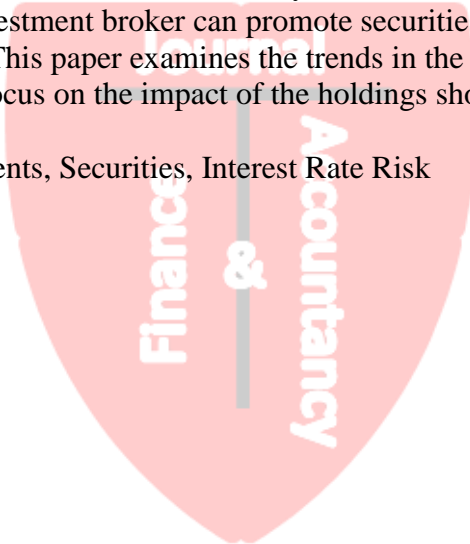 estment broker can promote securitie
This paper examines the trends in the
ocus on the impact of the holdings sho
ents, Securities, Interest Rate Risk
Journal
Finance
&
Accountancy